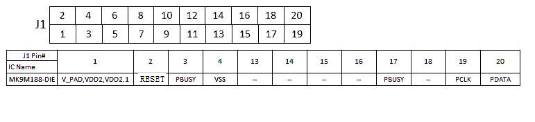 J1
2 4 6 8 10 12 14 16 18 20
1 3 5 7 9 11 13 15 17 19
J1 Pin# 1 2 3 4 13 14 15 16 17 18 19 20
IC Name
MK9M188-DIE V_PAD,VDD2,VDD2.1 RESET PBUSY VSS -- -- -- -- PBUSY -- PCLK PDATA